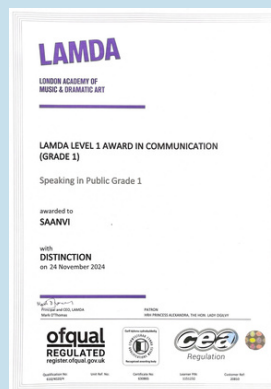 LAMDA
LONDON ACADEMY OF
MUSIC & DRAMATIC ART
LAMDA LEVEL 1 AWARD IN COMMUNICATION
(GRADE 1)
Speaking in Public Grade 1
awarded to
SAANVI
with
DISTINCTION
on 24 November 2024
Principal and CEO, LAMDA
Mark O'Thomas
PATRON
HRH PRINCESS ALEXANDRA, THE HON. LADY OGILVY
ofqual
REGULATED
register.ofqual.gov.uk
cea
Regulation